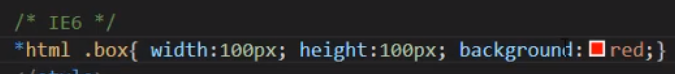 /* IE6 */
*html .box{ width:100px; height:100px; background:red;}